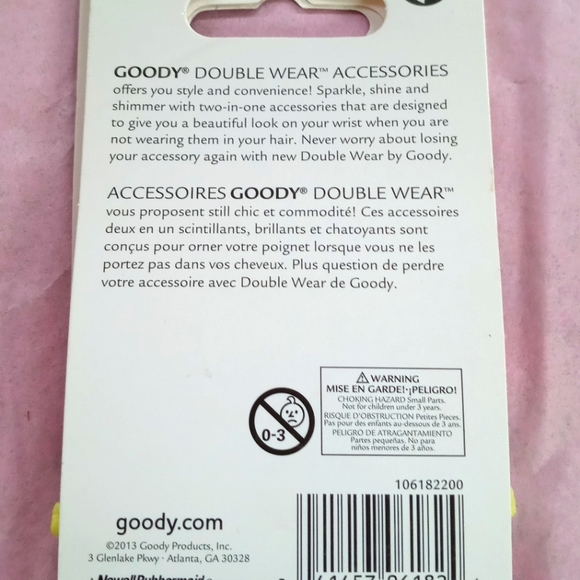 GOODY® DOUBLE WEAR™ ACCESSORIES
offers you style and convenience! Sparkle, shine and
shimmer with two-in-one accessories that are designed
to give you a beautiful look on your wrist when you are
not wearing them in your hair. Never worry about losing
your accessory again with new Double Wear by Goody.
ACCESSOIRES GOODY® DOUBLE WEAR™
vous proposent still chic et commodité! Ces accessoires
deux en un scintillants, brillants et chatoyants sont
conçus pour orner votre poignet lorsque vous ne les
portez pas dans vos cheveux. Plus question de perdre
votre accessoire avec Double Wear de Goody.
0-3
⚠ WARNING
MISE EN GARDE!·¡PELIGRO!
CHOKING HAZARD Small Parts.
Not for children under 3 years.
RISQUE D'OBSTRUCTION Petites Pieces.
Pas pour des enfants au-dessous de 3 ans.
PELIGRO DE ATRAGANTAMIENTO
Partes pequeñas. No para
niños menores de 3 años.
106182200
goody.com
©2013 Goody Products, Inc.
3 Glenlake Pkwy · Atlanta, GA 30328
NewellRubbermaid